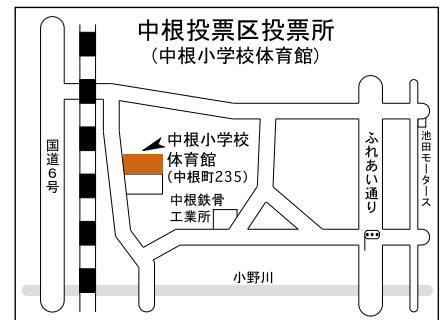 中根投票区投票所
(中根小学校体育館)
中根小学校
体育館
(中根町235)
中根鉄骨
工業所
国道6号
ふれあい通り
池田モータース
小野川